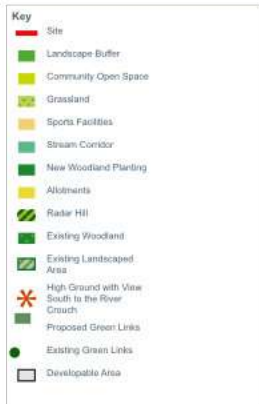 Key
Site
Landscape Buffer
Community Open Space
Grassland
Sports Facilities
Stream Corridor
New Woodland Planting
Allotments
Radar Hill
Existing Woodland
Existing Landscaped
Area
High Ground with View
South to the River
Crouch
Proposed Green Links
Existing Green Links
Developable Area